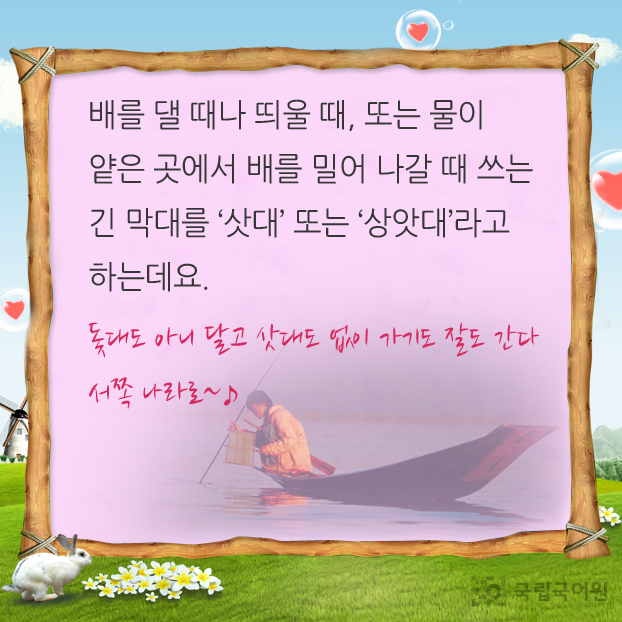 배를 댈 때나 띄울 때, 또는 물이
얕은 곳에서 배를 밀어 나갈 때 쓰는
긴 막대를 ‘삿대’ 또는 ‘상앗대‘라고
하는데요.
돛대도 아니 달고 삿대도 없이 가기도 잘도 간다
서쪽 나라로~♪
국립국어원